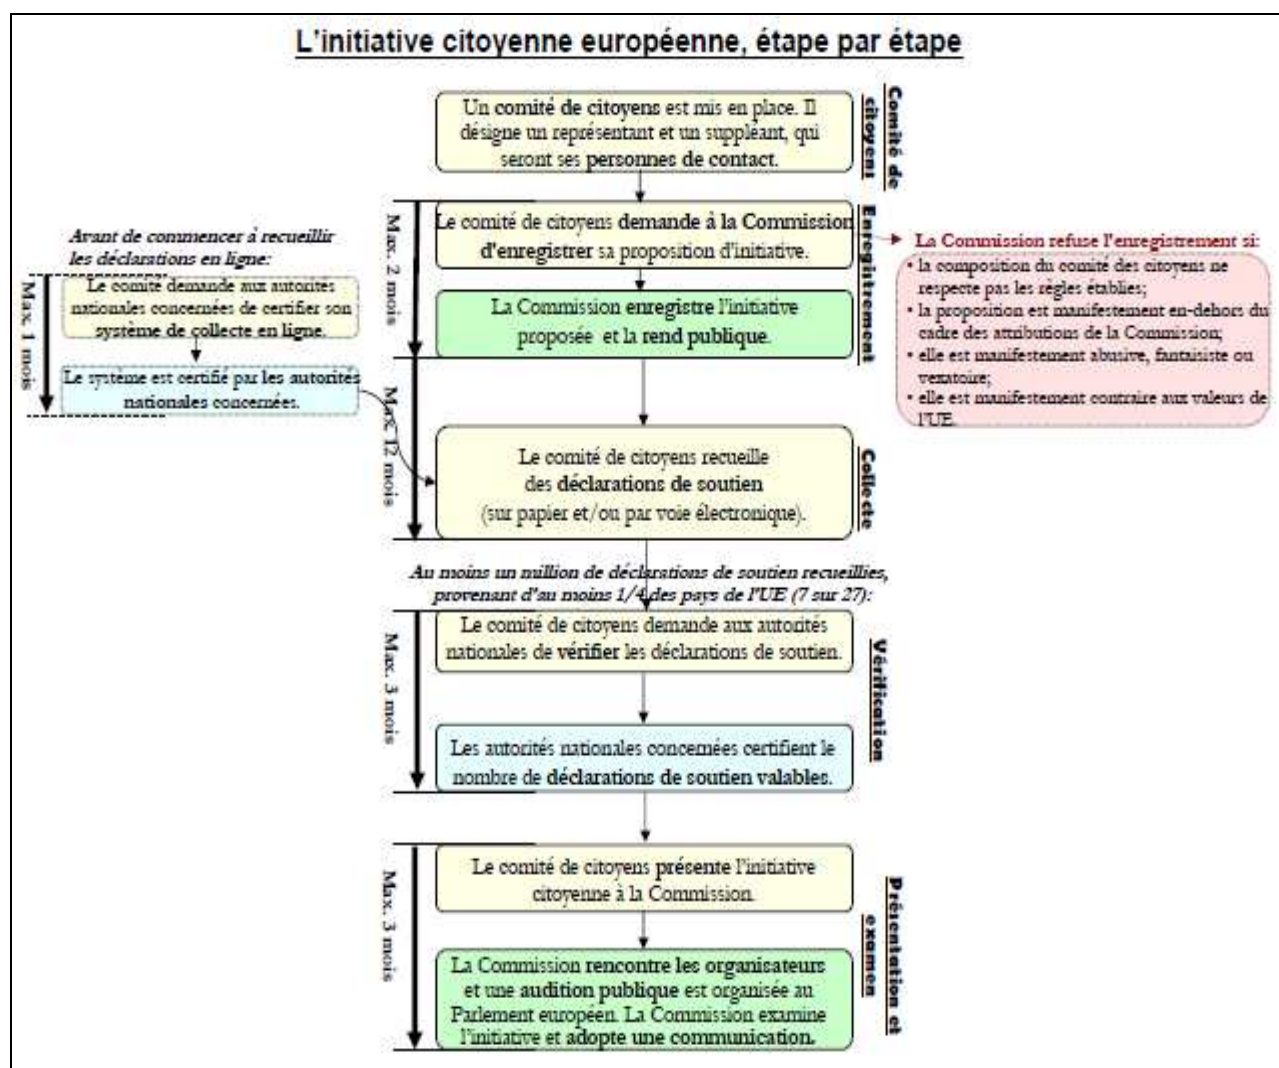 L'initiative citoyenne européenne, étape par étape
Un comité de citoyens est mis en place. Il
désigne un représentant et un suppléant, qui
seront ses personnes de contact.
Comité de
citoyens
Le comité de citoyens demande à la Commission
d'enregistrer sa proposition d'initiative.
La Commission enregistre l'initiative
proposée et la rend publique.
Max. 2 mois
Enregistrement
La Commission refuse l'enregistrement si:
• la composition du comité des citoyens ne
respecte pas les règles établies;
• la proposition est manifestement en-dehors du
cadre des attributions de la Commission;
• elle est manifestement abusive, fantaisiste ou
vexatoire;
• elle est manifestement contraire aux valeurs de
l'UE.
Avant de commencer à recueillir
les déclarations en ligne:
Le comité demande aux autorités
nationales concernées de certifier son
système de collecte en ligne.
Le système est certifié par les autorités
nationales concernées.
Max. 1 mois
Max. 12 mois
Le comité de citoyens recueille
des déclarations de soutien
(sur papier et/ou par voie électronique).
Collecte
Au moins un million de déclarations de soutien recueillies,
provenant d'au moins 1/4 des pays de l'UE (7 sur 27):
Le comité de citoyens demande aux autorités
nationales de vérifier les déclarations de soutien.
Les autorités nationales concernées certifient le
nombre de déclarations de soutien valables.
Max. 3 mois
Vérification
Le comité de citoyens présente l'initiative
citoyenne à la Commission.
La Commission rencontre les organisateurs
et une audition publique est organisée au
Parlement européen. La Commission examine
l'initiative et adopte une communication.
Max. 3 mois
Présentation et
examen